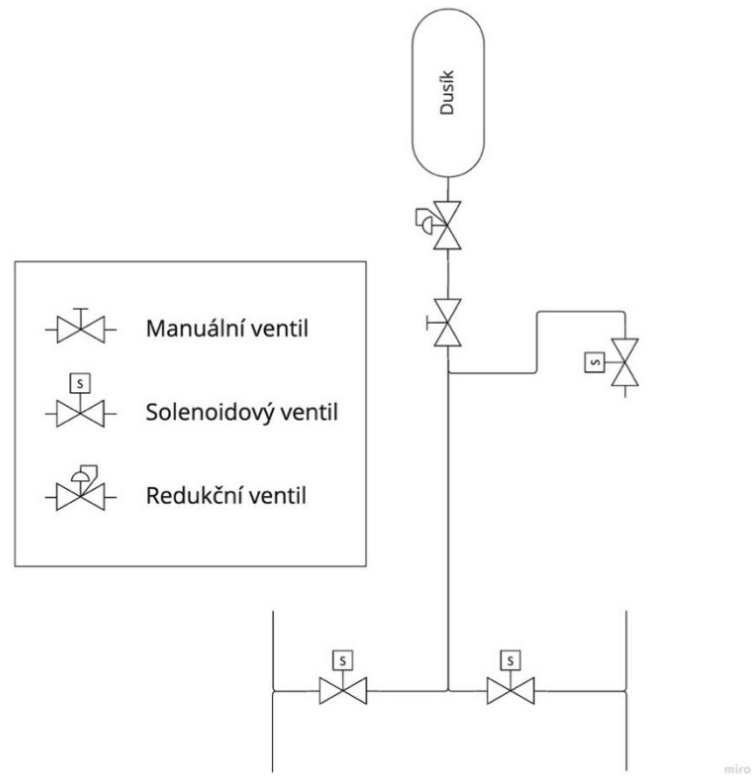 Dusík
S
Manuální ventil
S
Solenoidový ventil
Redukční ventil
S
S
miro